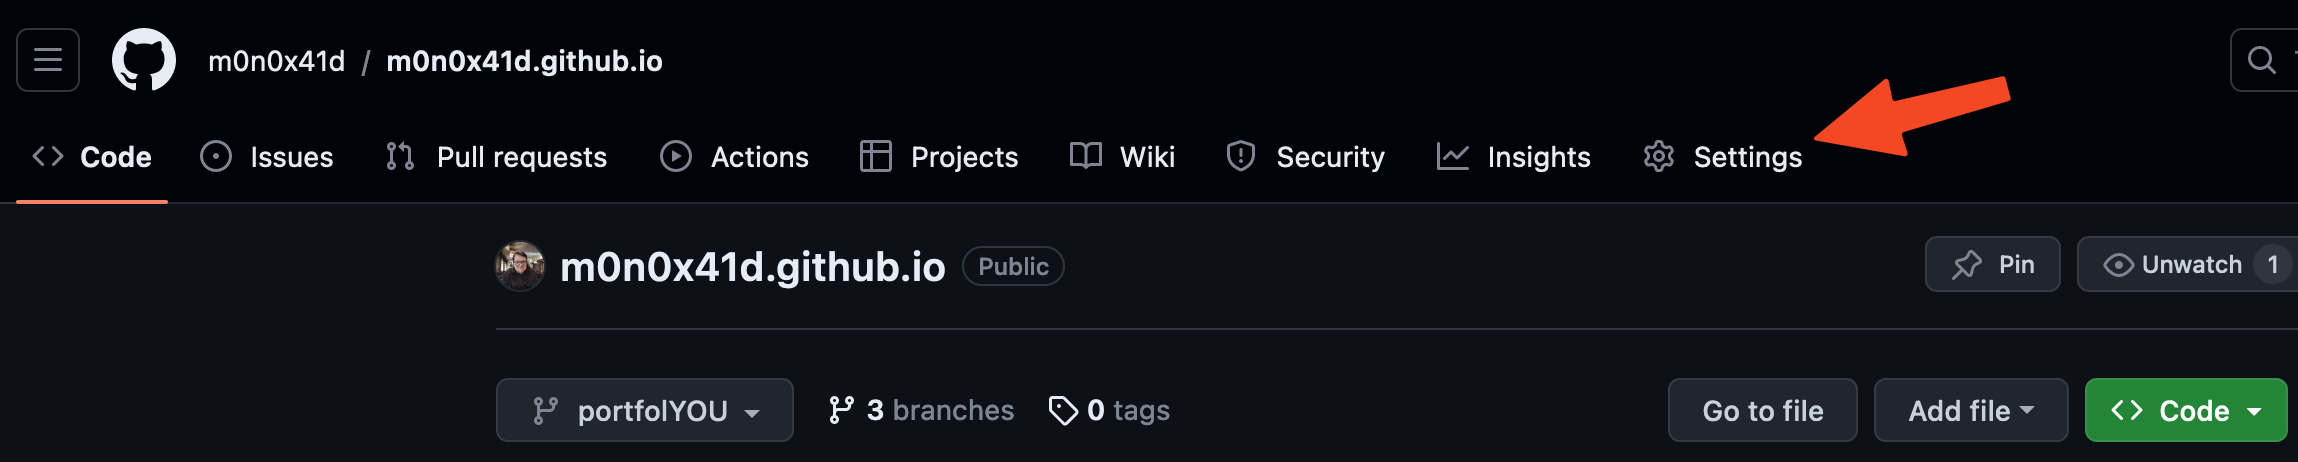 m0n0x41d / m0n0x41d.github.io
Code Issues Pull requests Actions Projects Wiki Security Insights Settings
m0n0x41d.github.io Public Pin Unwatch 1
portfolYOU 3 branches 0 tags Go to file Add file Code